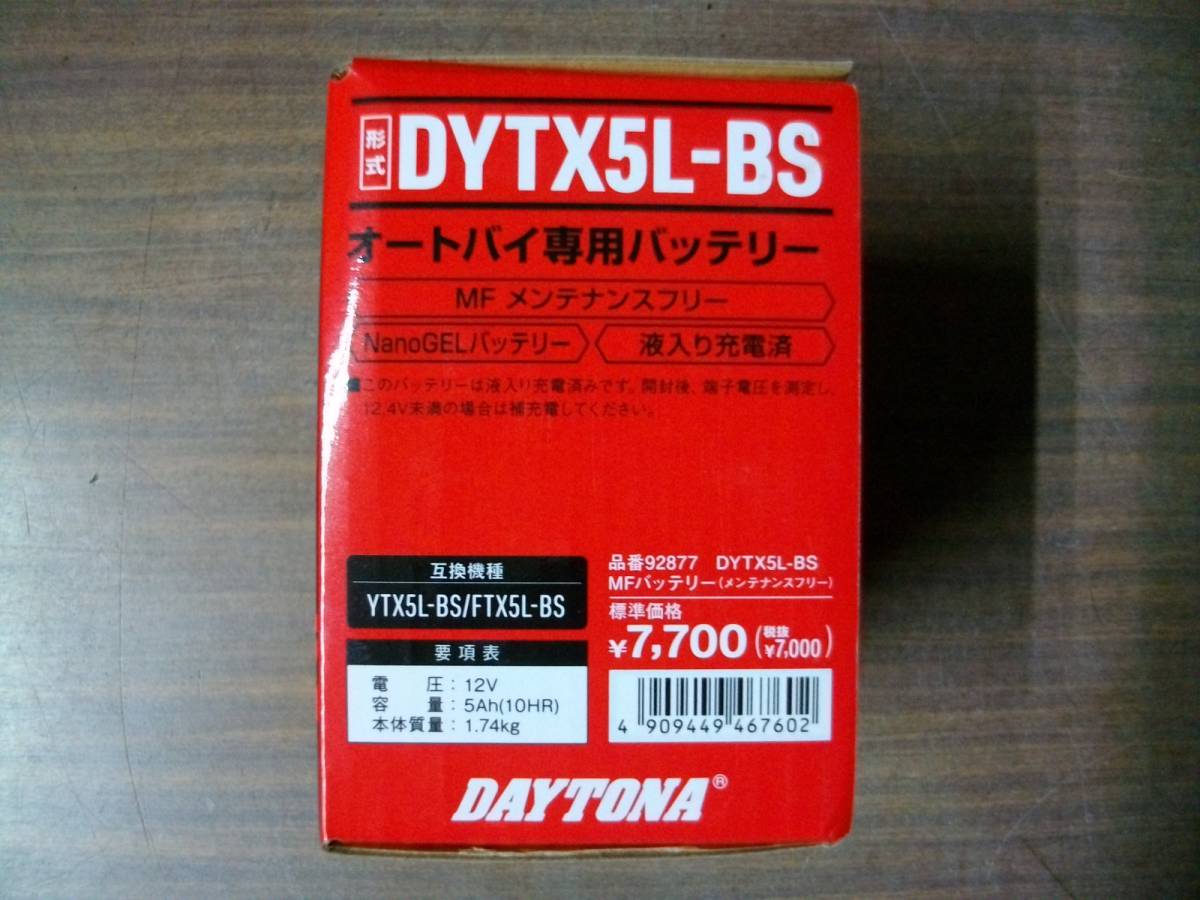 形式 DYTX5L-BS
オートバイ専用バッテリー
MF メンテナンスフリー
NanoGELバッテリー 液入り充電済
■このバッテリーは液入り充電済みです。開封後、端子電圧を測定し、
12.4V未満の場合は補充電してください。
互換機種
YTX5L-BS/FTX5L-BS
要項表
電圧：12V
容量：5Ah(10HR)
本体質量：1.74kg
品番92877 DYTX5L-BS
MFバッテリー(メンテナンスフリー)
標準価格
¥7,700(税抜¥7,000)
4 909449 467602
DAYTONA®